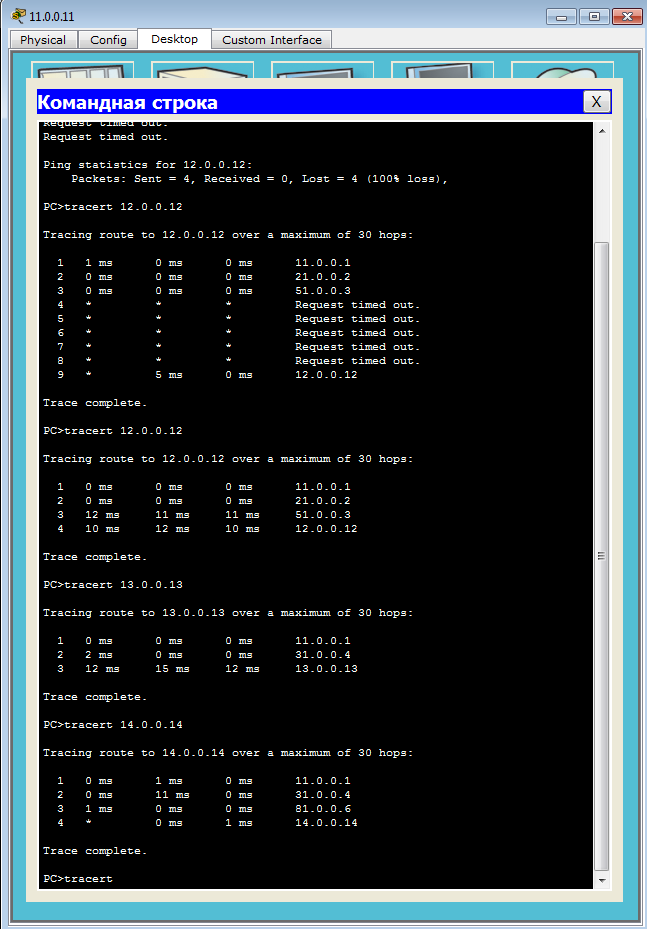 11.0.0.11
Physical Config Desktop Custom Interface
Командная строка X
Request timed out.
Request timed out.
Ping statistics for 12.0.0.12:
Packets: Sent = 4, Received = 0, Lost = 4 (100% loss),
PC>tracert 12.0.0.12
Tracing route to 12.0.0.12 over a maximum of 30 hops:
1 1 ms 0 ms 0 ms 11.0.0.1
2 0 ms 0 ms 0 ms 21.0.0.2
3 0 ms 0 ms 0 ms 51.0.0.3
4 * * * Request timed out.
5 * * * Request timed out.
6 * * * Request timed out.
7 * * * Request timed out.
8 * * * Request timed out.
9 * 5 ms 0 ms 12.0.0.12
Trace complete.
PC>tracert 12.0.0.12
Tracing route to 12.0.0.12 over a maximum of 30 hops:
1 0 ms 0 ms 0 ms 11.0.0.1
2 0 ms 0 ms 0 ms 21.0.0.2
3 12 ms 11 ms 11 ms 51.0.0.3
4 10 ms 12 ms 10 ms 12.0.0.12
Trace complete.
PC>tracert 13.0.0.13
Tracing route to 13.0.0.13 over a maximum of 30 hops:
1 0 ms 0 ms 0 ms 11.0.0.1
2 2 ms 0 ms 0 ms 31.0.0.4
3 12 ms 15 ms 12 ms 13.0.0.13
Trace complete.
PC>tracert 14.0.0.14
Tracing route to 14.0.0.14 over a maximum of 30 hops:
1 0 ms 1 ms 0 ms 11.0.0.1
2 0 ms 11 ms 0 ms 31.0.0.4
3 1 ms 0 ms 0 ms 81.0.0.6
4 * 0 ms 1 ms 14.0.0.14
Trace complete.
PC>tracert